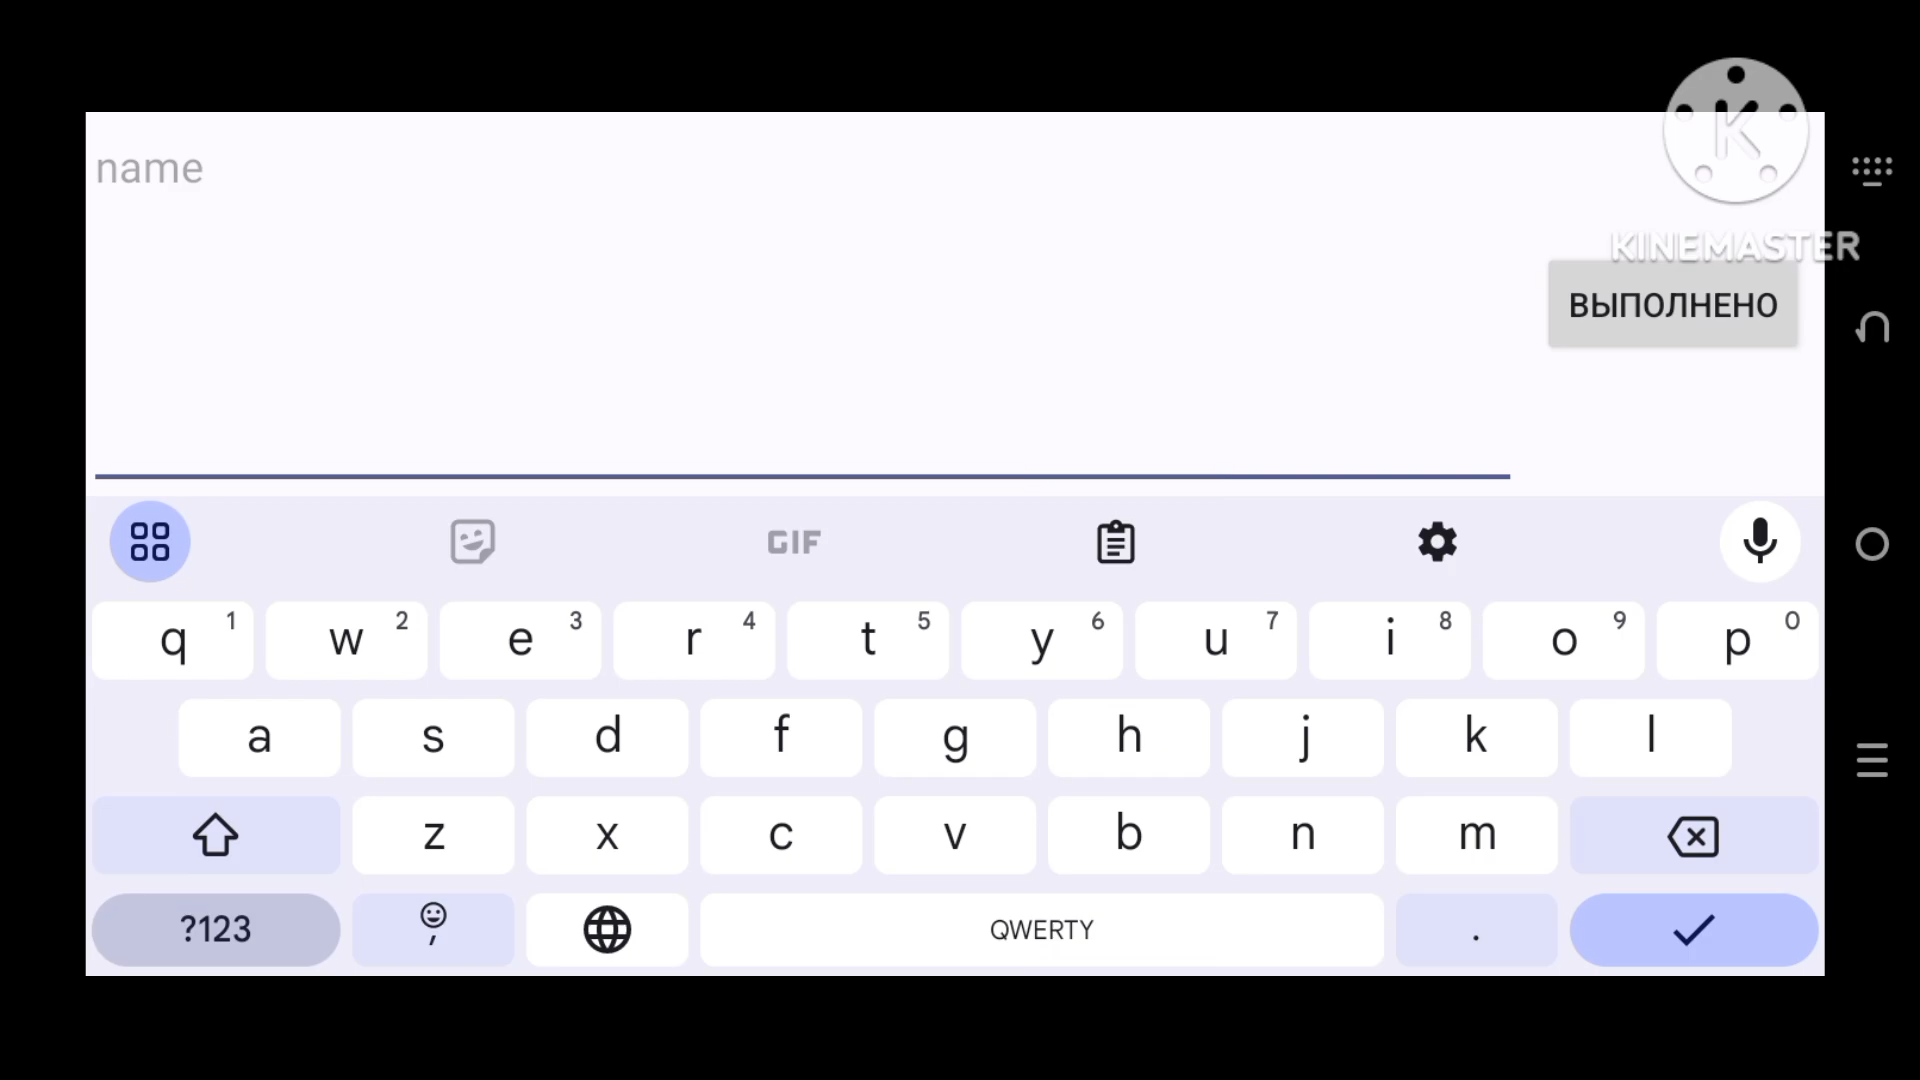 name
K
KINEMASTER
ВЫПОЛНЕНО
GIF
q 1 w 2 e 3 r 4 t 5 y 6 u 7 i 8 o 9 p 0
a s d f g h j k l
z x c v b n m
?123 , QWERTY .